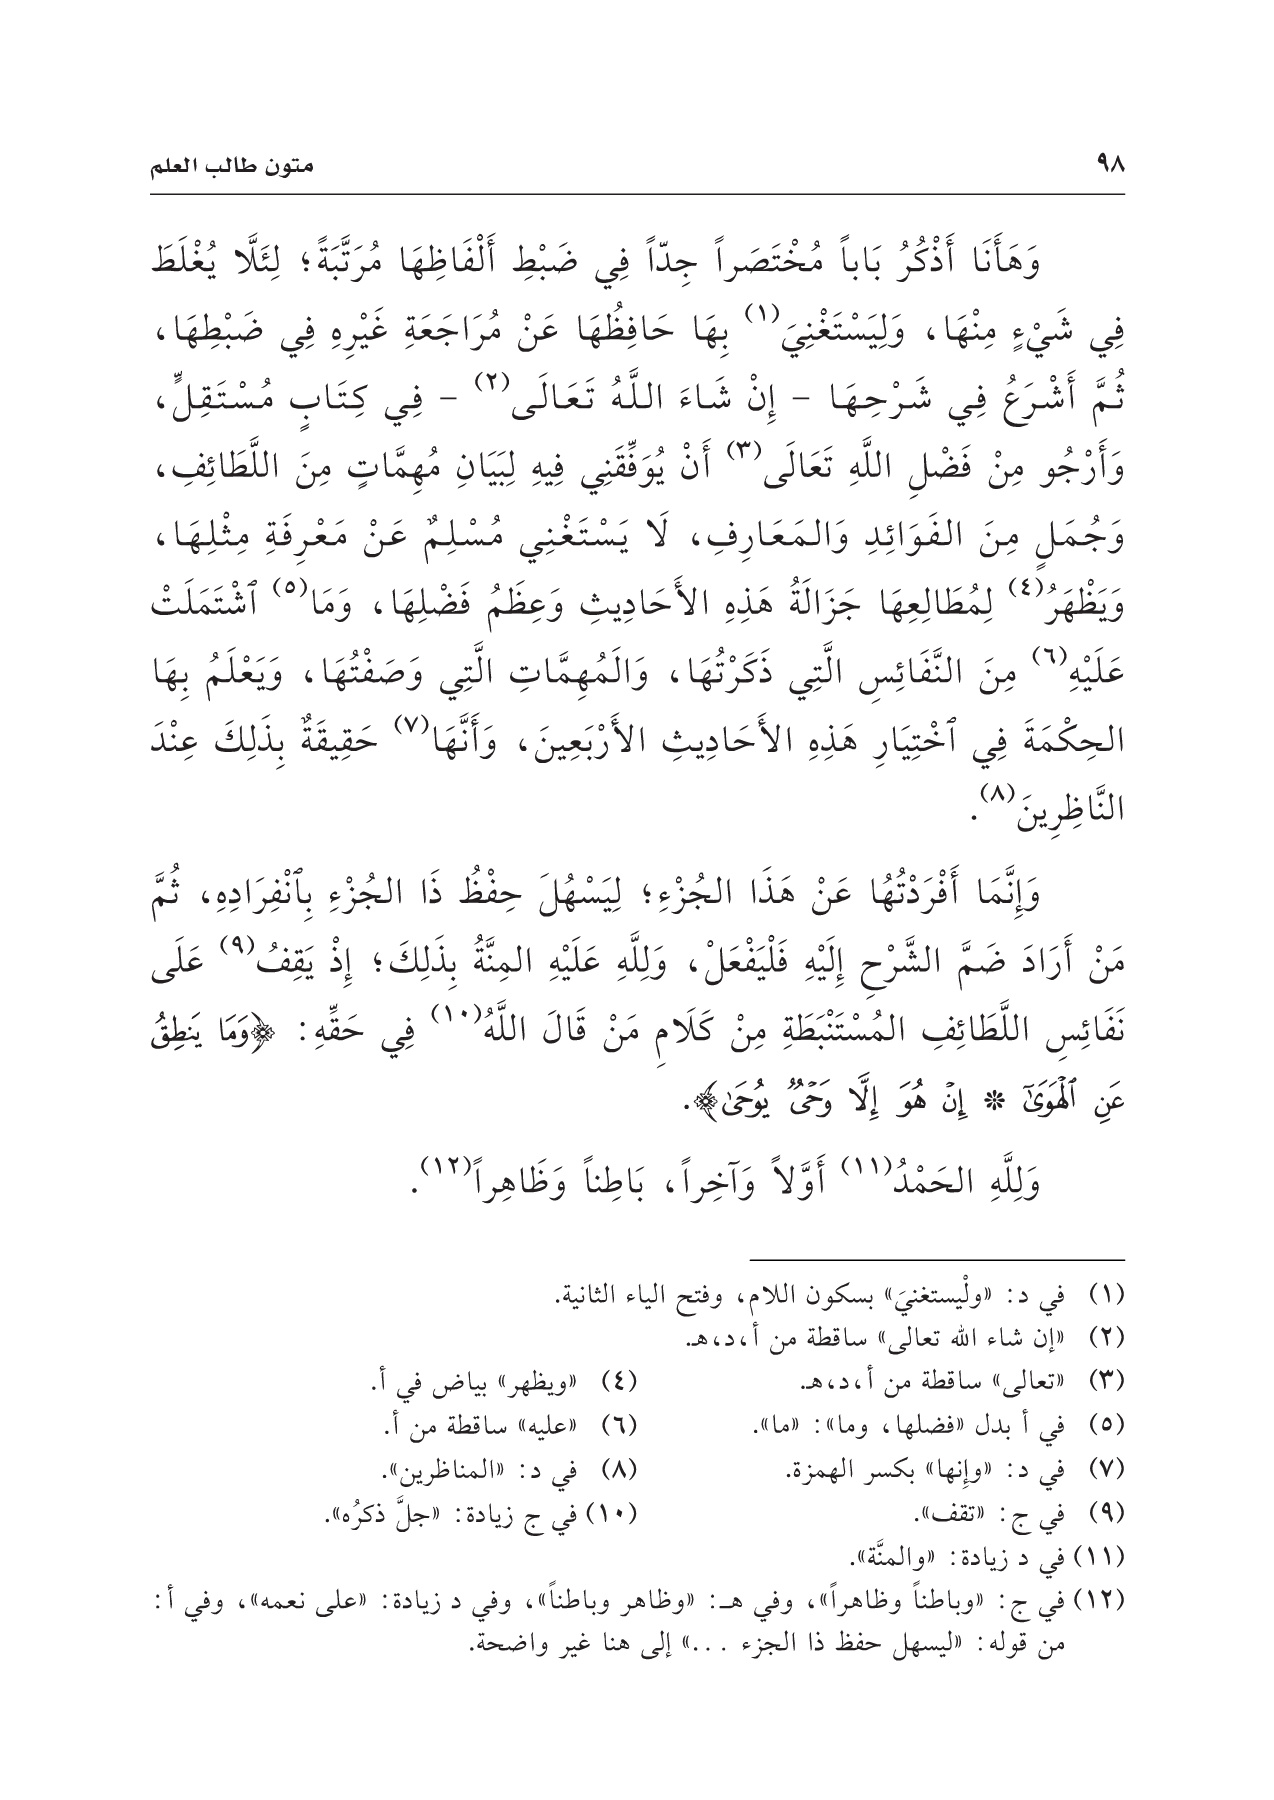 ٩٨ متون طالب العلم
وَهَأَنَا أَذْكُرُ بَاباً مُخْتَصَراً جِدّاً فِي ضَبْطِ أَلْفَاظِهَا مُرَتَّبَةً؛ لِئَلَّا يُغْلَطَ
فِي شَيْءٍ مِنْهَا، وَلِيَسْتَغْنِيَ(١) بِهَا حَافِظُهَا عَنْ مُرَاجَعَةِ غَيْرِهِ فِي ضَبْطِهَا،
ثُمَّ أَشْرَعُ فِي شَرْحِهَا - إِنْ شَاءَ اللَّهُ تَعَالَى(٢) - فِي كِتَابٍ مُسْتَقِلٍّ،
وَأَرْجُو مِنْ فَضْلِ اللَّهِ تَعَالَى(٣) أَنْ يُوَفِّقَنِي فِيهِ لِبَيَانِ مُهِمَّاتٍ مِنَ اللَّطَائِفِ،
وَجُمَلٍ مِنَ الفَوَائِدِ وَالمَعَارِفِ، لَا يَسْتَغْنِي مُسْلِمٌ عَنْ مَعْرِفَةِ مِثْلِهَا،
وَيَظْهَرُ(٤) لِمُطَالِعِهَا جَزَالَةُ هَذِهِ الأَحَادِيثِ وَعِظَمُ فَضْلِهَا، وَمَا(٥) ٱشْتَمَلَتْ
عَلَيْهِ(٦) مِنَ النَّفَائِسِ الَّتِي ذَكَرْتُهَا، وَالمُهِمَّاتِ الَّتِي وَصَفْتُهَا، وَيَعْلَمُ بِهَا
الحِكْمَةَ فِي ٱخْتِيَارِ هَذِهِ الأَحَادِيثِ الأَرْبَعِينَ، وَأَنَّهَا(٧) حَقِيقَةٌ بِذَلِكَ عِنْدَ
النَّاظِرِينَ(٨).
وَإِنَّمَا أَفْرَدْتُهَا عَنْ هَذَا الجُزْءِ؛ لِيَسْهُلَ حِفْظُ ذَا الجُزْءِ بِٱنْفِرَادِهِ، ثُمَّ
مَنْ أَرَادَ ضَمَّ الشَّرْحِ إِلَيْهِ فَلْيَفْعَلْ، وَلِلَّهِ عَلَيْهِ المِنَّةُ بِذَلِكَ؛ إِذْ يَقِفُ(٩) عَلَى
نَفَائِسِ اللَّطَائِفِ المُسْتَنْبَطَةِ مِنْ كَلَامِ مَنْ قَالَ اللَّهُ(١٠) فِي حَقِّهِ: ﴿وَمَا يَنطِقُ
عَنِ ٱلْهَوَىٰٓ * إِنْ هُوَ إِلَّا وَحْىٌ يُوحَىٰ﴾.
وَلِلَّهِ الحَمْدُ(١١) أَوَّلاً وَآخِراً، بَاطِناً وَظَاهِراً(١٢).
(١) في د: «ولْيستغنيَ» بسكون اللام، وفتح الياء الثانية.
(٢) «إن شاء الله تعالى» ساقطة من أ،د،هـ.
(٣) «تعالى» ساقطة من أ،د،هـ. (٤) «ويظهر» بياض في أ.
(٥) في أ بدل «فضلها، وما»: «ما». (٦) «عليه» ساقطة من أ.
(٧) في د: «وإِنها» بكسر الهمزة. (٨) في د: «المناظرين».
(٩) في ج: «تقف». (١٠) في ج زيادة: «جلَّ ذكرُه».
(١١) في د زيادة: «والمنَّة».
(١٢) في ج: «وباطناً وظاهراً»، وفي هـ: «وظاهر وباطناً»، وفي د زيادة: «على نعمه»، وفي أ:
من قوله: «ليسهل حفظ ذا الجزء ...» إلى هنا غير واضحة.